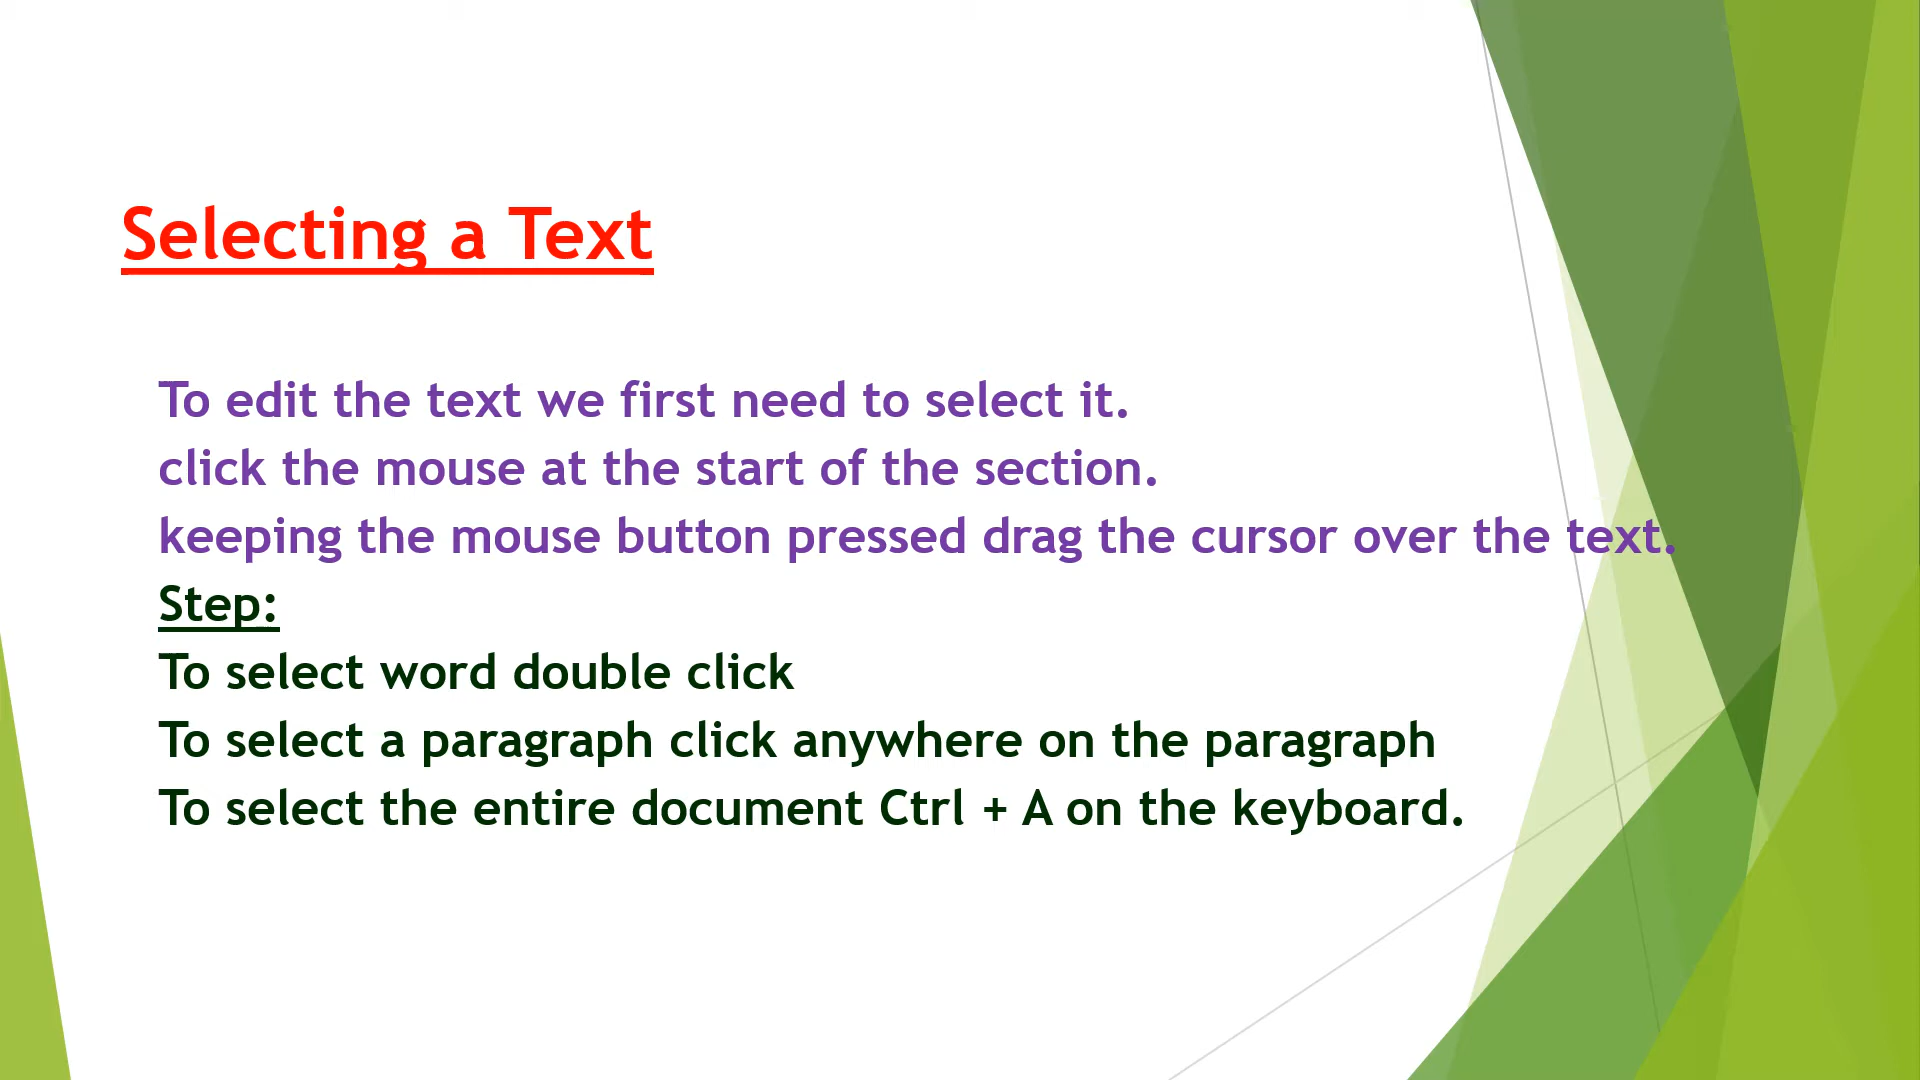 Selecting a Text
To edit the text we first need to select it.
click the mouse at the start of the section.
keeping the mouse button pressed drag the cursor over the text.
Step:
To select word double click
To select a paragraph click anywhere on the paragraph
To select the entire document Ctrl + A on the keyboard.